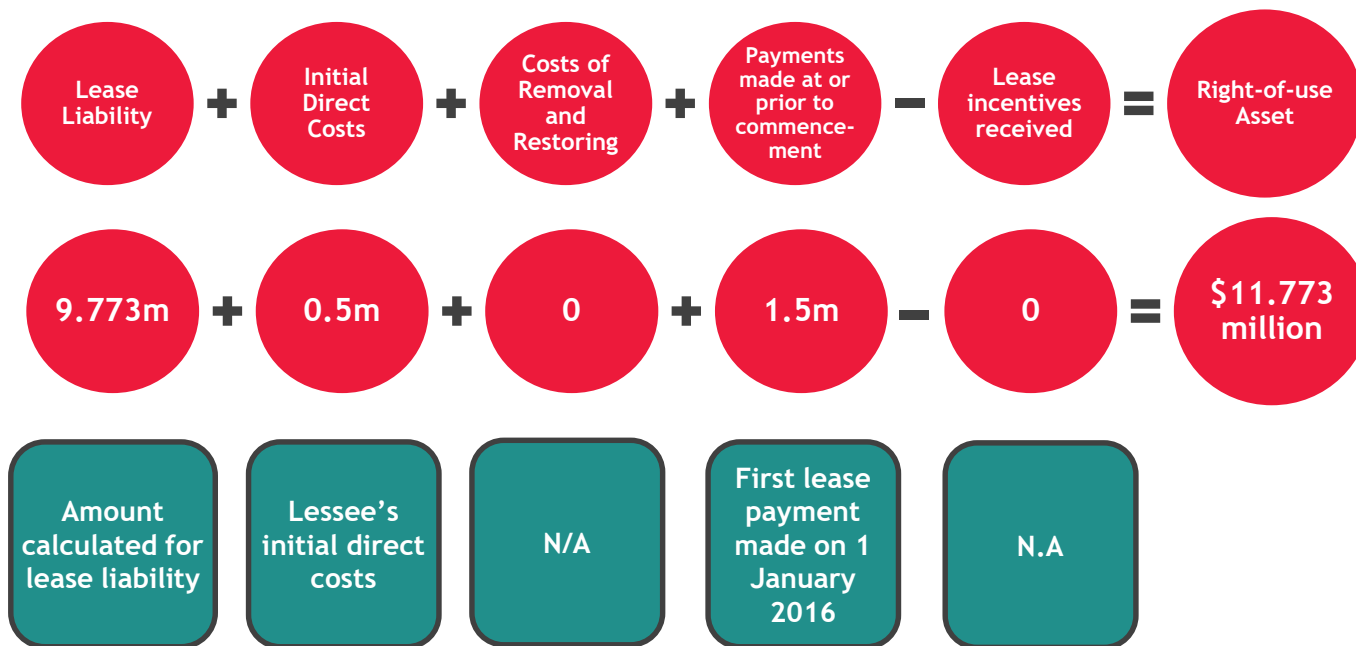 Lease
Liability
+
Initial
Direct
Costs
+
Costs of
Removal
and
Restoring
+
Payments
made at or
prior to
commence-
ment
–
Lease
incentives
received
=
Right-of-use
Asset
9.773m
+
0.5m
+
0
+
1.5m
–
0
=
$11.773
million
Amount
calculated for
lease liability
Lessee’s
initial direct
costs
N/A
First lease
payment
made on 1
January
2016
N.A